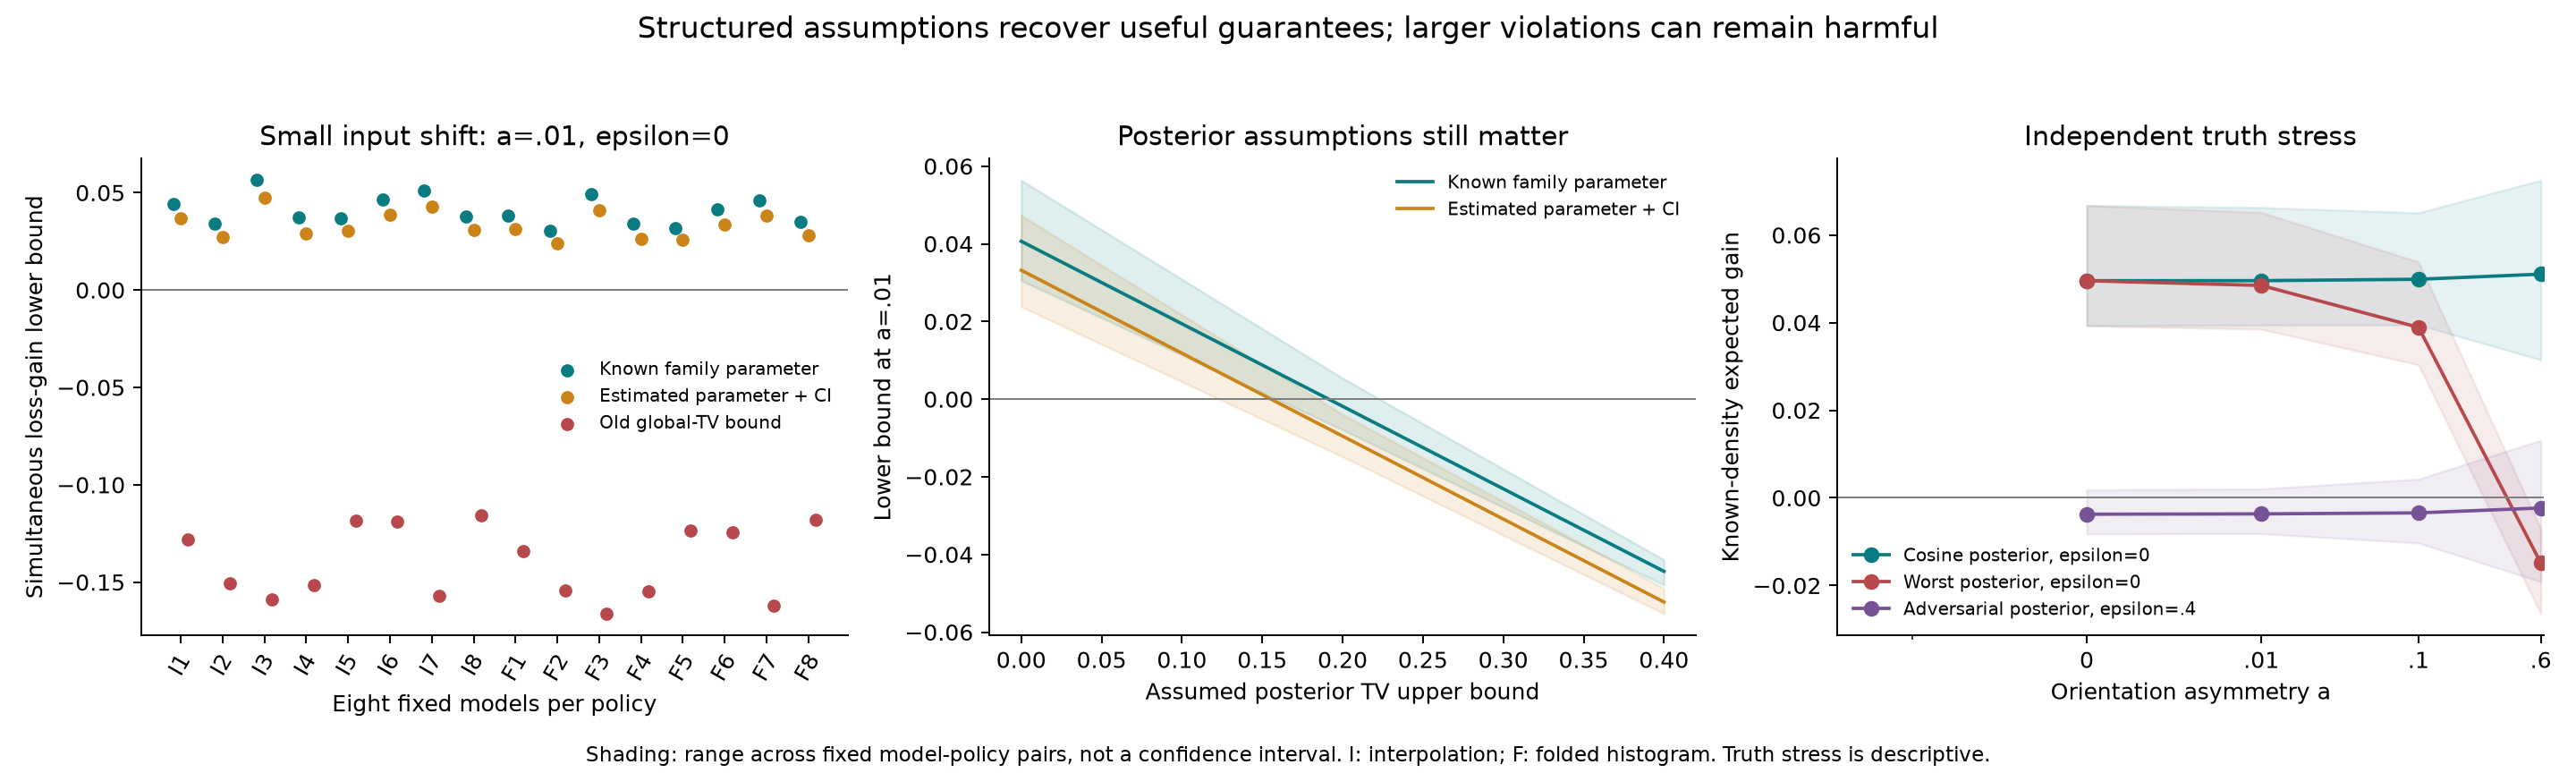 Structured assumptions recover useful guarantees; larger violations can remain harmful
Small input shift: a=.01, epsilon=0
Simultaneous loss-gain lower bound
0.05
0.00
−0.05
−0.10
−0.15
Known family parameter
Estimated parameter + CI
Old global-TV bound
I1 I2 I3 I4 I5 I6 I7 I8 F1 F2 F3 F4 F5 F6 F7 F8
Eight fixed models per policy
Posterior assumptions still matter
Lower bound at a=.01
0.06
0.04
0.02
0.00
−0.02
−0.04
−0.06
Known family parameter
Estimated parameter + CI
0.00 0.05 0.10 0.15 0.20 0.25 0.30 0.35 0.40
Assumed posterior TV upper bound
Independent truth stress
Known-density expected gain
0.06
0.04
0.02
0.00
−0.02
Cosine posterior, epsilon=0
Worst posterior, epsilon=0
Adversarial posterior, epsilon=.4
0 .01 .1 .6
Orientation asymmetry a
Shading: range across fixed model-policy pairs, not a confidence interval. I: interpolation; F: folded histogram. Truth stress is descriptive.